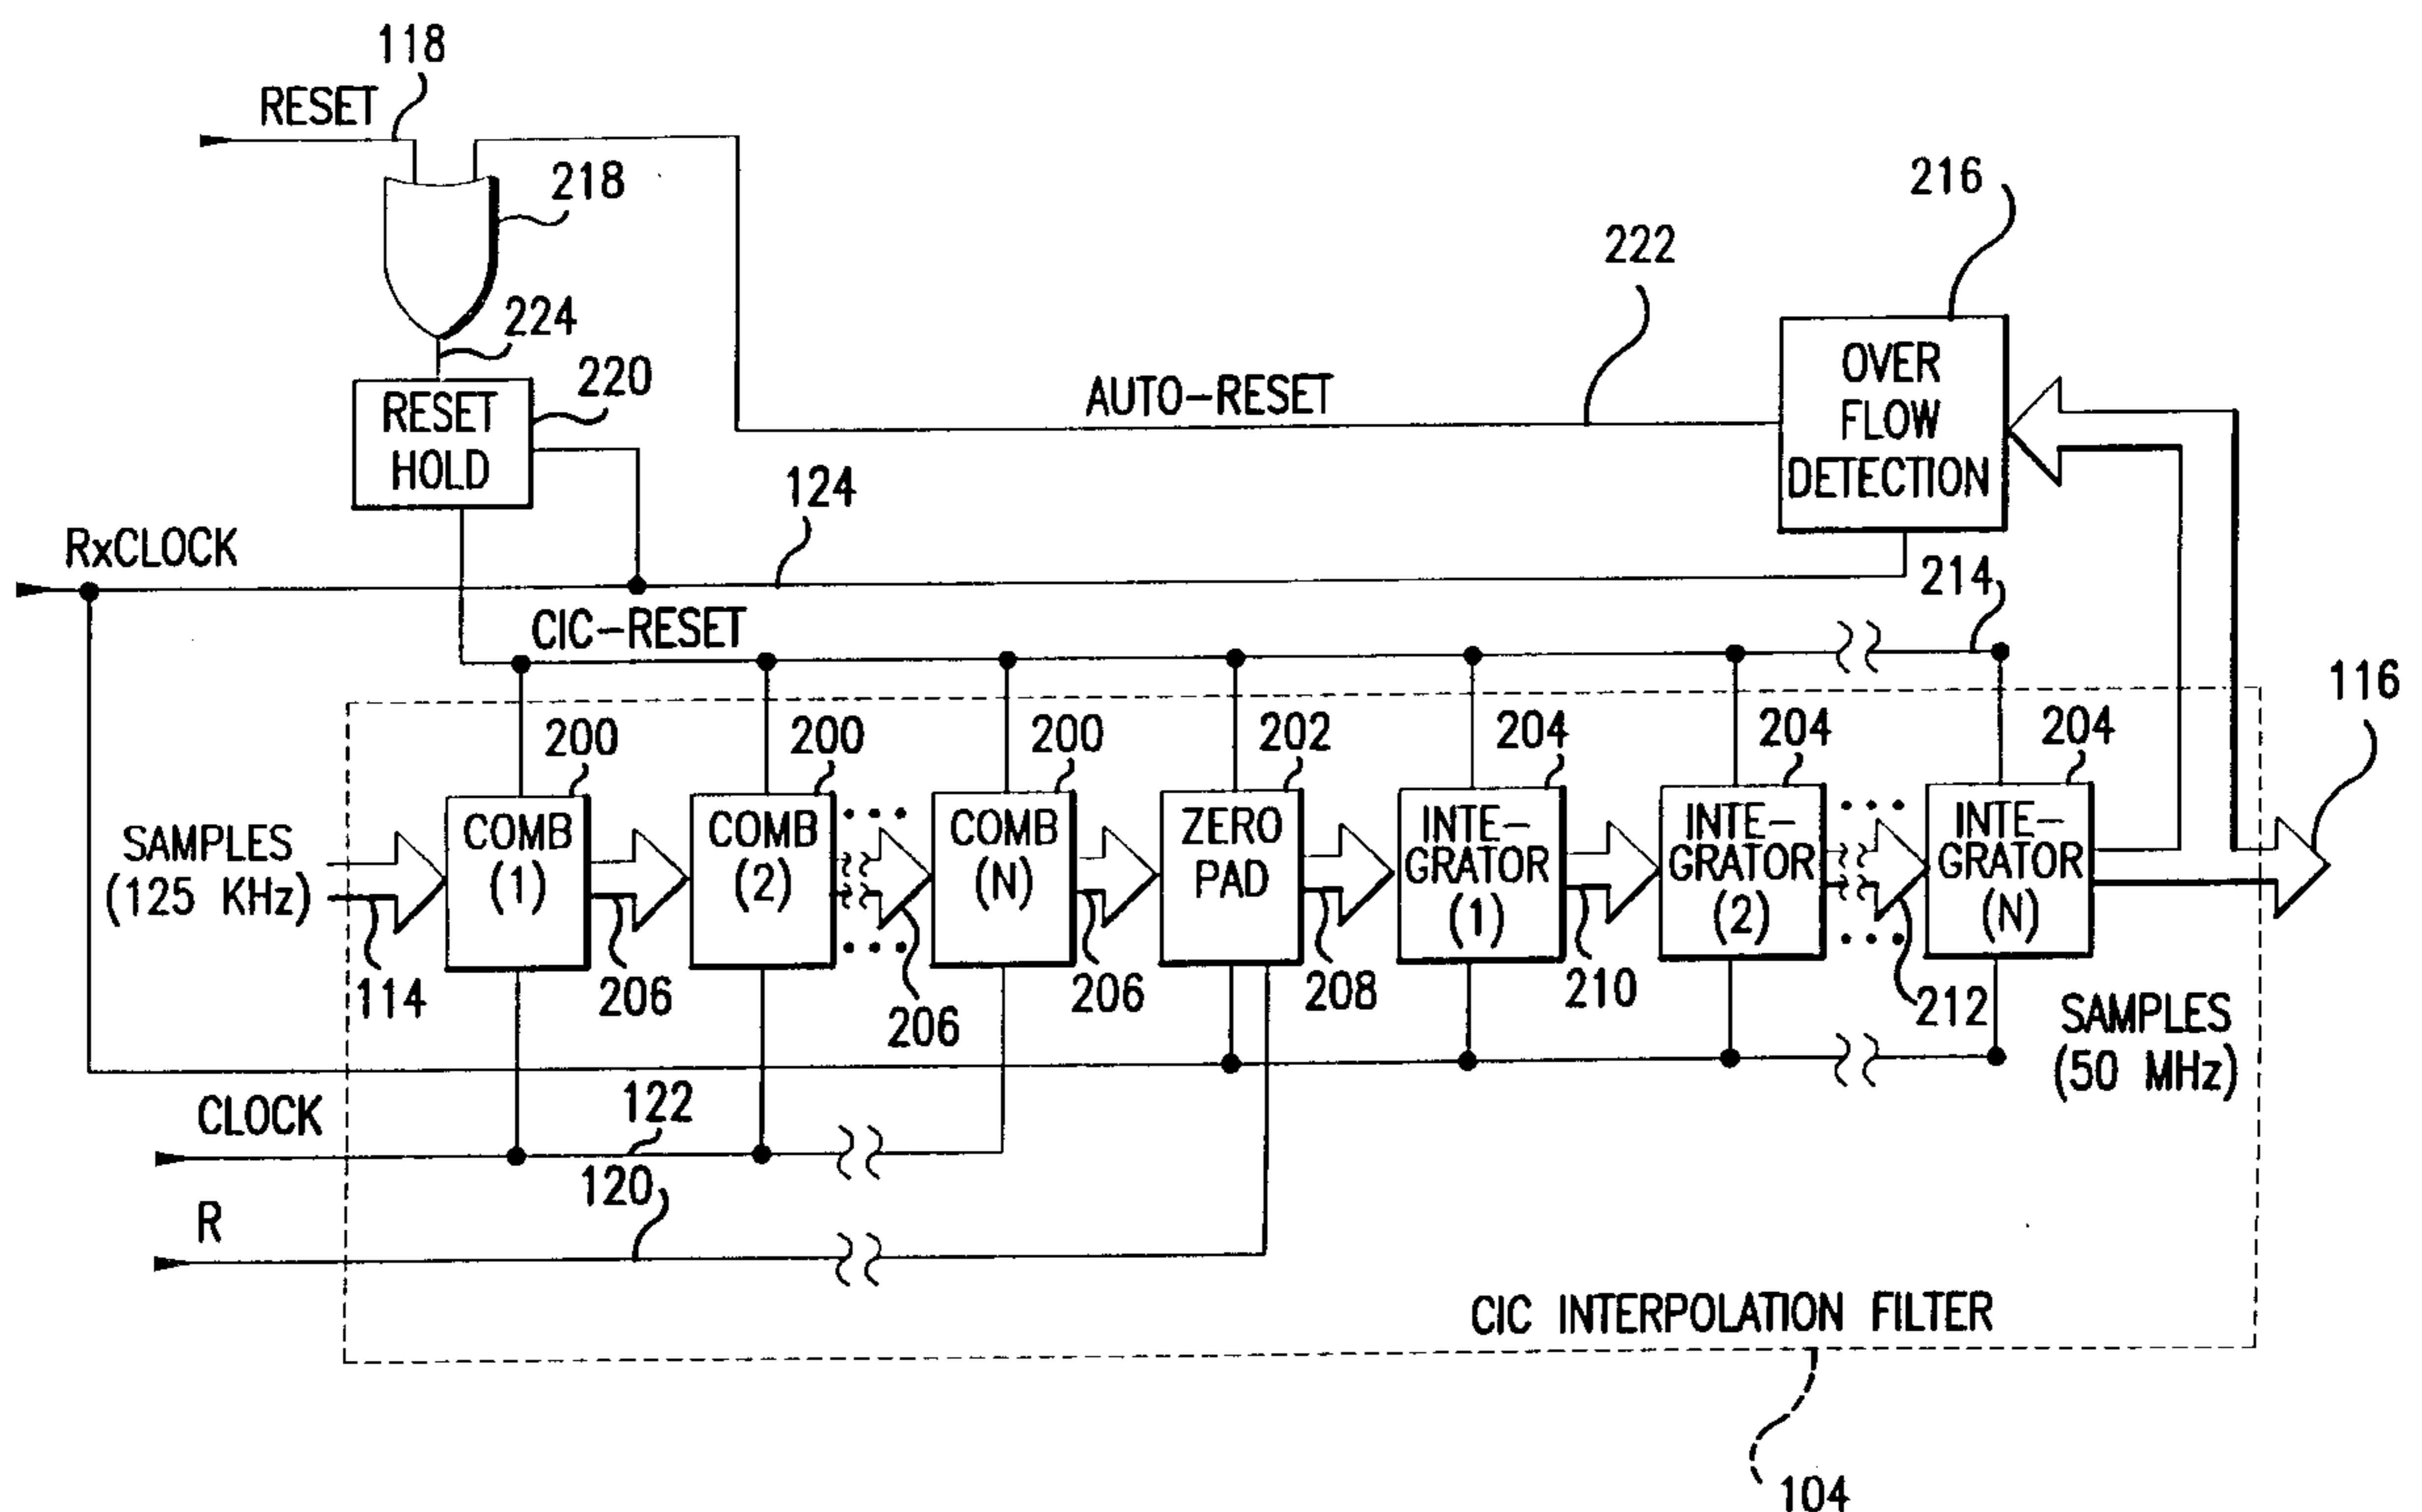 118
RESET
218
216
222
224
220
RESET
HOLD
AUTO-RESET
OVER
FLOW
DETECTION
124
RxCLOCK
214
CIC-RESET
116
200
200
200
202
204
204
204
SAMPLES
(125 KHz)
COMB
(1)
COMB
(2)
COMB
(N)
ZERO
PAD
INTE-
GRATOR
(1)
INTE-
GRATOR
(2)
INTE-
GRATOR
(N)
114
206
206
206
208
210
212
SAMPLES
(50 MHz)
CLOCK
122
120
R
CIC INTERPOLATION FILTER
104